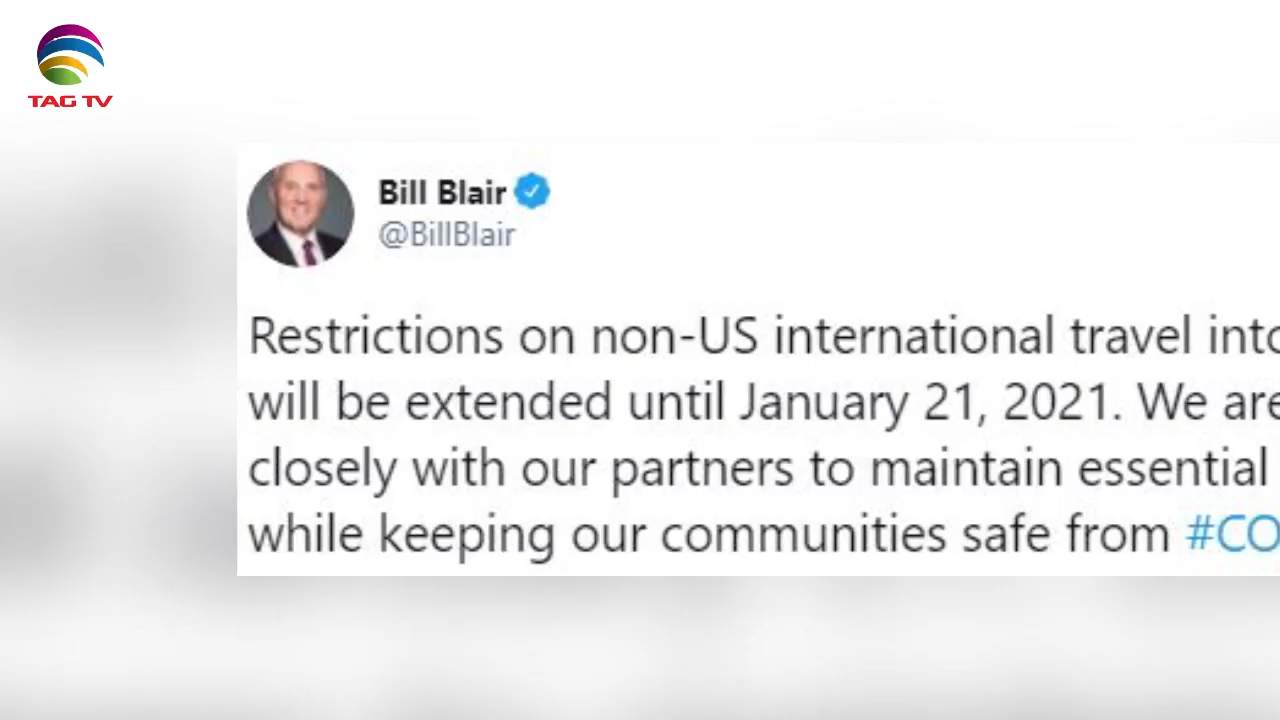 TAG TV
Bill Blair
@BillBlair
Restrictions on non-US international travel into
will be extended until January 21, 2021. We are
closely with our partners to maintain essential
while keeping our communities safe from #CO